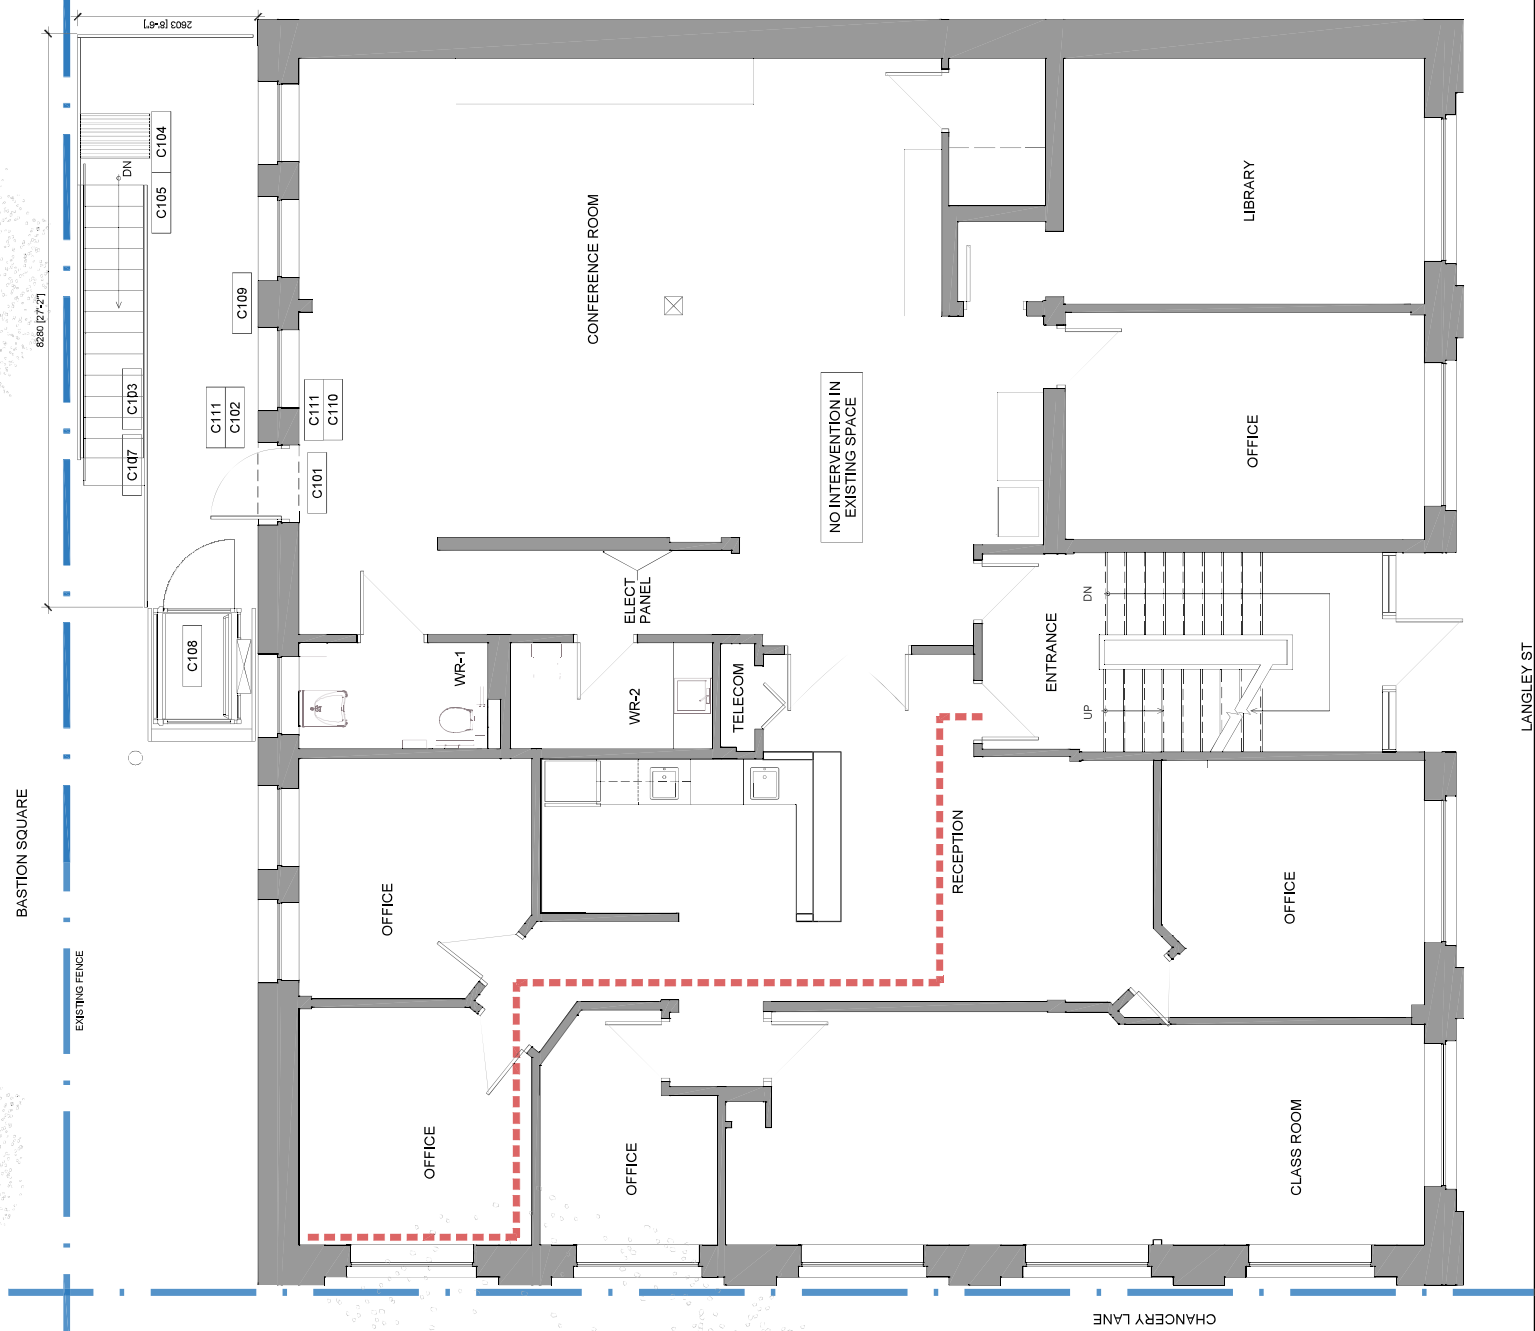 2603 [8'-6"]
C104
C105
DN
8280 [27'-2"]
C109
C103
C107
C111
C102
C111
C110
C101
C108
CONFERENCE ROOM
LIBRARY
NO INTERVENTION IN
EXISTING SPACE
OFFICE
ELECT
PANEL
WR-1
WR-2
TELECOM
ENTRANCE
DN
UP
LANGLEY ST
BASTION SQUARE
EXISTING FENCE
OFFICE
RECEPTION
OFFICE
OFFICE
OFFICE
CLASS ROOM
CHANCERY LANE